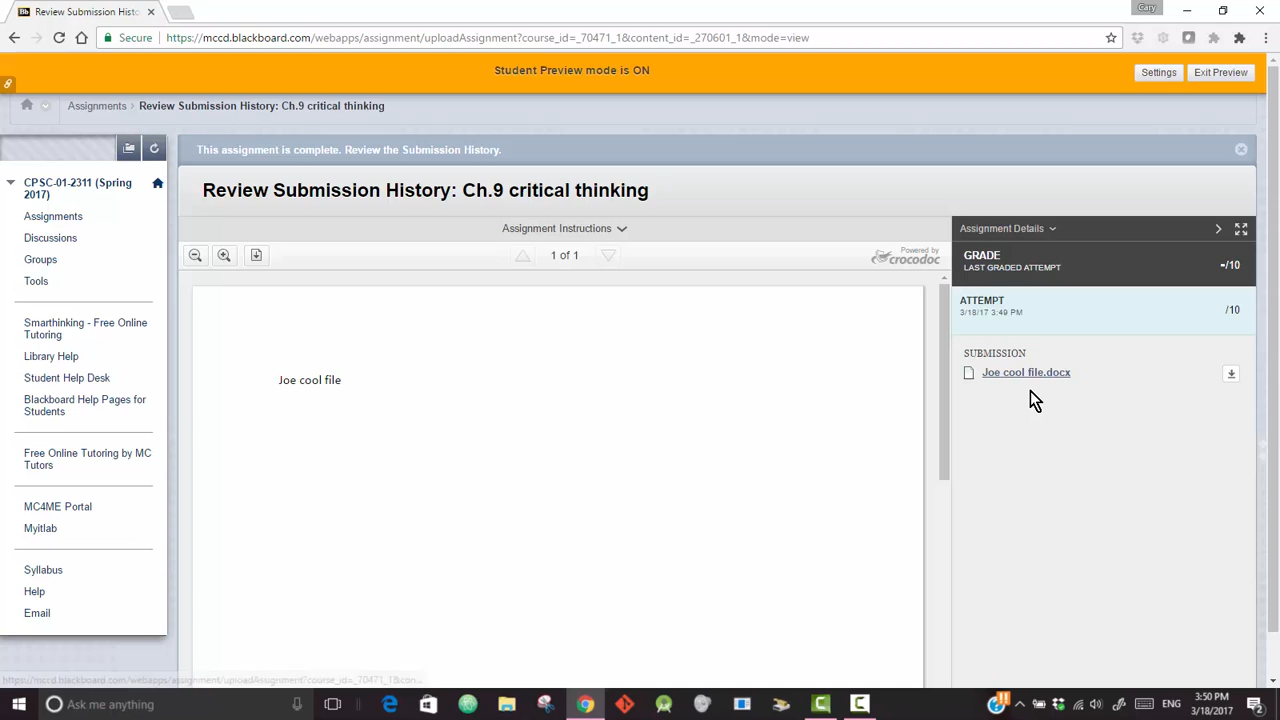 Bb Review Submission Histo ×
Gary
Secure https://mccd.blackboard.com/webapps/assignment/uploadAssignment?course_id=_70471_1&content_id=_270601_1&mode=view
Student Preview mode is ON
Settings
Exit Preview
Assignments > Review Submission History: Ch.9 critical thinking
This assignment is complete. Review the Submission History.
CPSC-01-2311 (Spring
2017)
Assignments
Discussions
Groups
Tools
Smarthinking - Free Online
Tutoring
Library Help
Student Help Desk
Blackboard Help Pages for
Students
Free Online Tutoring by MC
Tutors
MC4ME Portal
Myitlab
Syllabus
Help
Email
Review Submission History: Ch.9 critical thinking
Assignment Instructions
1 of 1
Powered by
crocodoc
Joe cool file
Assignment Details
GRADE
LAST GRADED ATTEMPT
-/10
ATTEMPT
3/18/17 3:49 PM
/10
SUBMISSION
Joe cool file.docx
https://mccd.blackboard.com/webapps/assignment/uploadAssignment?course_id=_70471_1&con...
Ask me anything
ENG
3:50 PM
3/18/2017
2